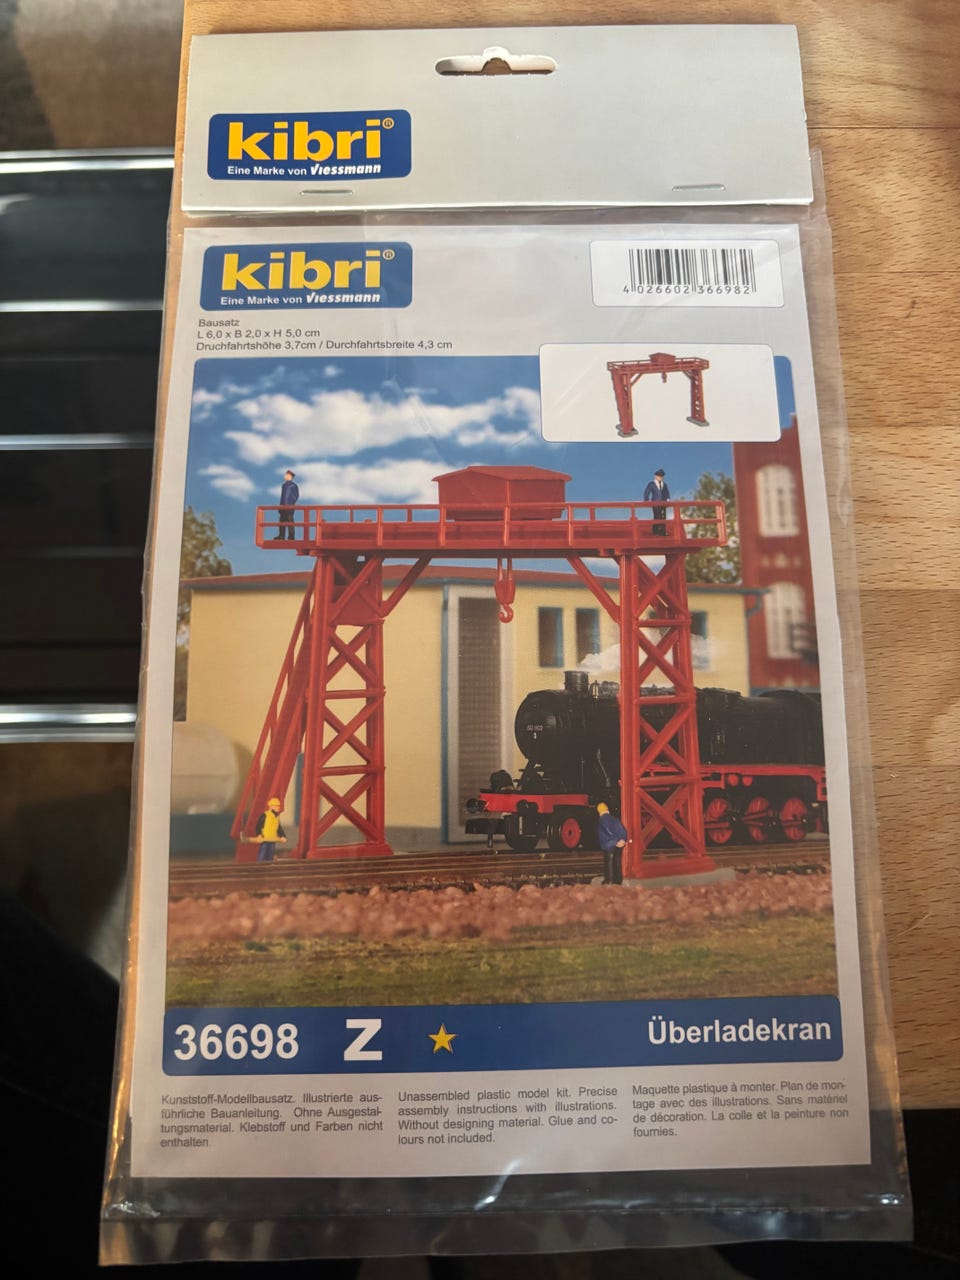 kibri®
Eine Marke von Viessmann
kibri®
Eine Marke von Viessmann
4 026602 366982
Bausatz
L 6,0 x B 2,0 x H 5,0 cm
Druchfahrtshöhe 3,7cm / Durchfahrtsbreite 4,3 cm
36698 Z Überladekran
Kunststoff-Modellbausatz. Illustrierte aus-
führliche Bauanleitung. Ohne Ausgestal-
tungsmaterial. Klebstoff und Farben nicht
enthalten
Unassembled plastic model kit. Precise
assembly instructions with illustrations.
Without designing material. Glue and co-
lours not included.
Maquette plastique à monter. Plan de mon-
tage avec des illustrations. Sans matériel
de décoration. La colle et la peinture non
fournies.